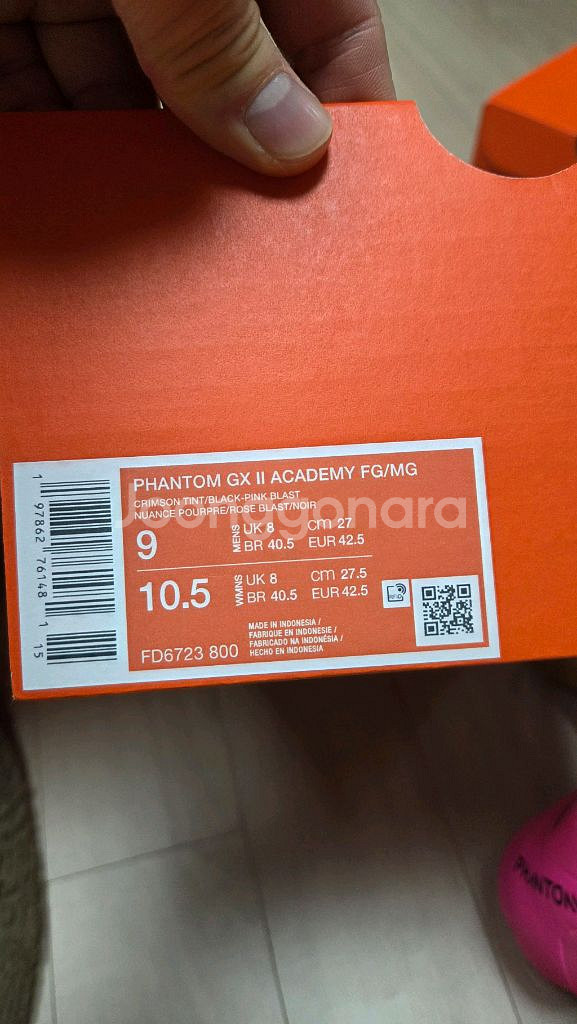 PHANTOM GX II ACADEMY FG/MG
CRIMSON TINT/BLACK-PINK BLAST
NUANCE POURPRE/ROSE BLAST/NOIR
Joonggonara
9 MENS UK 8 cm 27
BR 40.5 EUR 42.5
10.5 WMNS UK 8 cm 27.5
BR 40.5 EUR 42.5
RFID
MADE IN INDONESIA /
FABRIQUE EN INDONESIE /
FABRICADO NA INDONÉSIA /
HECHO EN INDONESIA
FD6723 800
1 97862 76148 1 15
PHANTOM